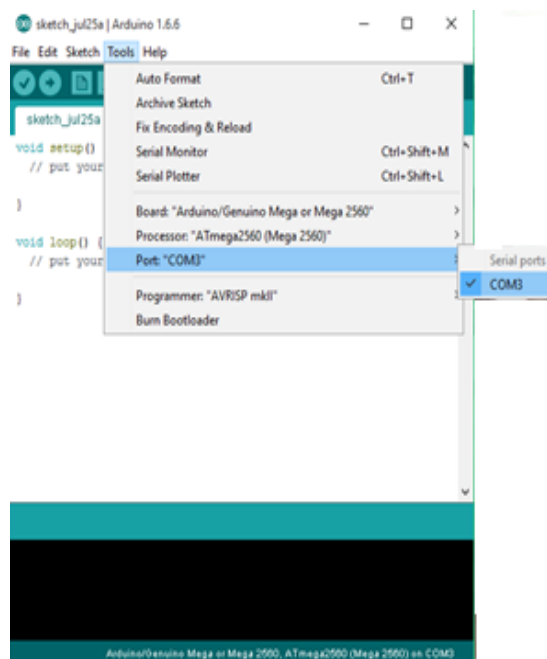 sketch_jul25a | Arduino 1.6.6
File Edit Sketch Tools Help
Auto Format Ctrl+T
Archive Sketch
sketch_jul25a
Fix Encoding & Reload
void setup()
Serial Monitor Ctrl+Shift+M
// put your
Serial Plotter Ctrl+Shift+L
}
Board: "Arduino/Genuino Mega or Mega 2560"
Processor: "ATmega2560 (Mega 2560)"
void loop() {
// put your
Port: "COM3"
Serial ports
COM3
}
Programmer: "AVRISP mkII"
Burn Bootloader
Arduino/Genuino Mega or Mega 2560, ATmega2560 (Mega 2560) on COM3